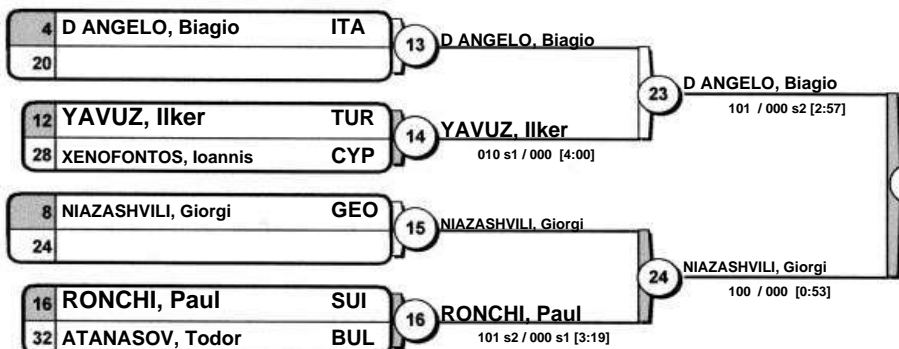 4 D ANGELO, Biagio ITA
20
13 D ANGELO, Biagio
12 YAVUZ, Ilker TUR
28 XENOFONTOS, Ioannis CYP
14 YAVUZ, Ilker
010 s1 / 000 [4:00]
23 D ANGELO, Biagio
101 / 000 s2 [2:57]
8 NIAZASHVILI, Giorgi GEO
24
15 NIAZASHVILI, Giorgi
16 RONCHI, Paul SUI
32 ATANASOV, Todor BUL
16 RONCHI, Paul
101 s2 / 000 s1 [3:19]
24 NIAZASHVILI, Giorgi
100 / 000 [0:53]